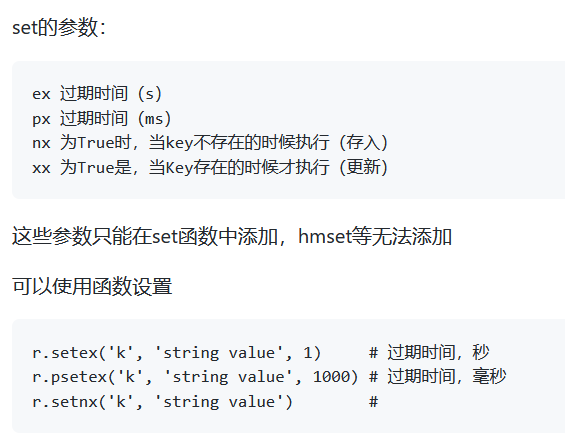 set的参数：
ex 过期时间（s）
px 过期时间（ms）
nx 为True时，当key不存在的时候执行（存入）
xx 为True是，当Key存在的时候才执行（更新）
这些参数只能在set函数中添加，hmset等无法添加
可以使用函数设置
r.setex('k', 'string value', 1)     # 过期时间，秒
r.psetex('k', 'string value', 1000) # 过期时间，毫秒
r.setnx('k', 'string value')        #